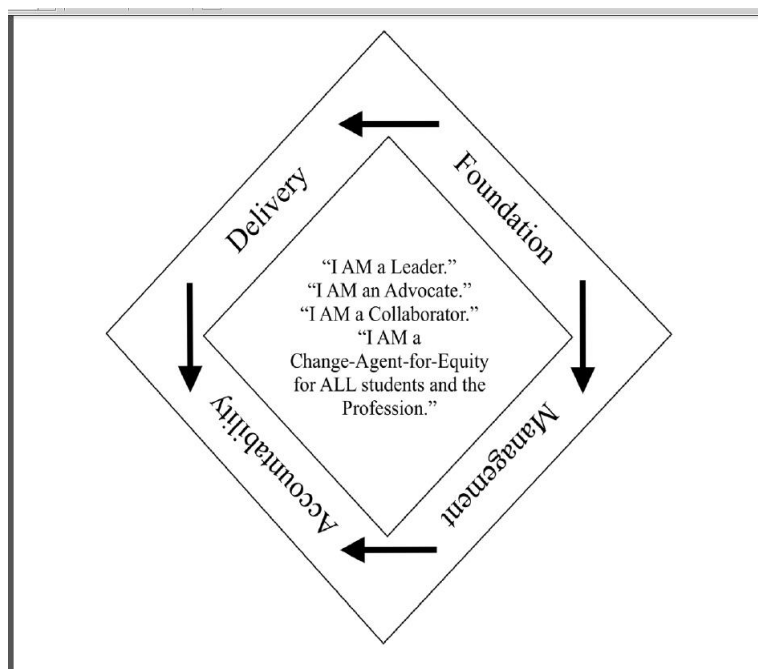 Delivery
Foundation
“I AM a Leader.”
“I AM an Advocate.”
“I AM a Collaborator.”
“I AM a
Change-Agent-for-Equity
for ALL students and the
Profession.”
Accountability
Management